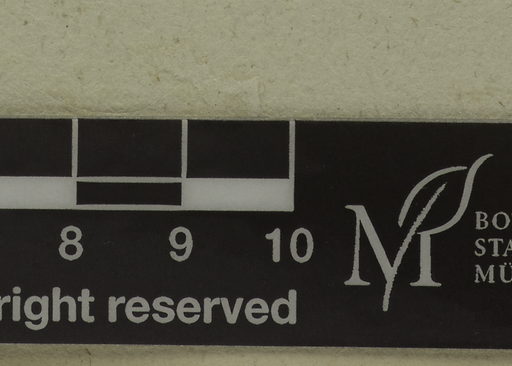 8 9 10
right reserved
M
BO
STA
MÜ